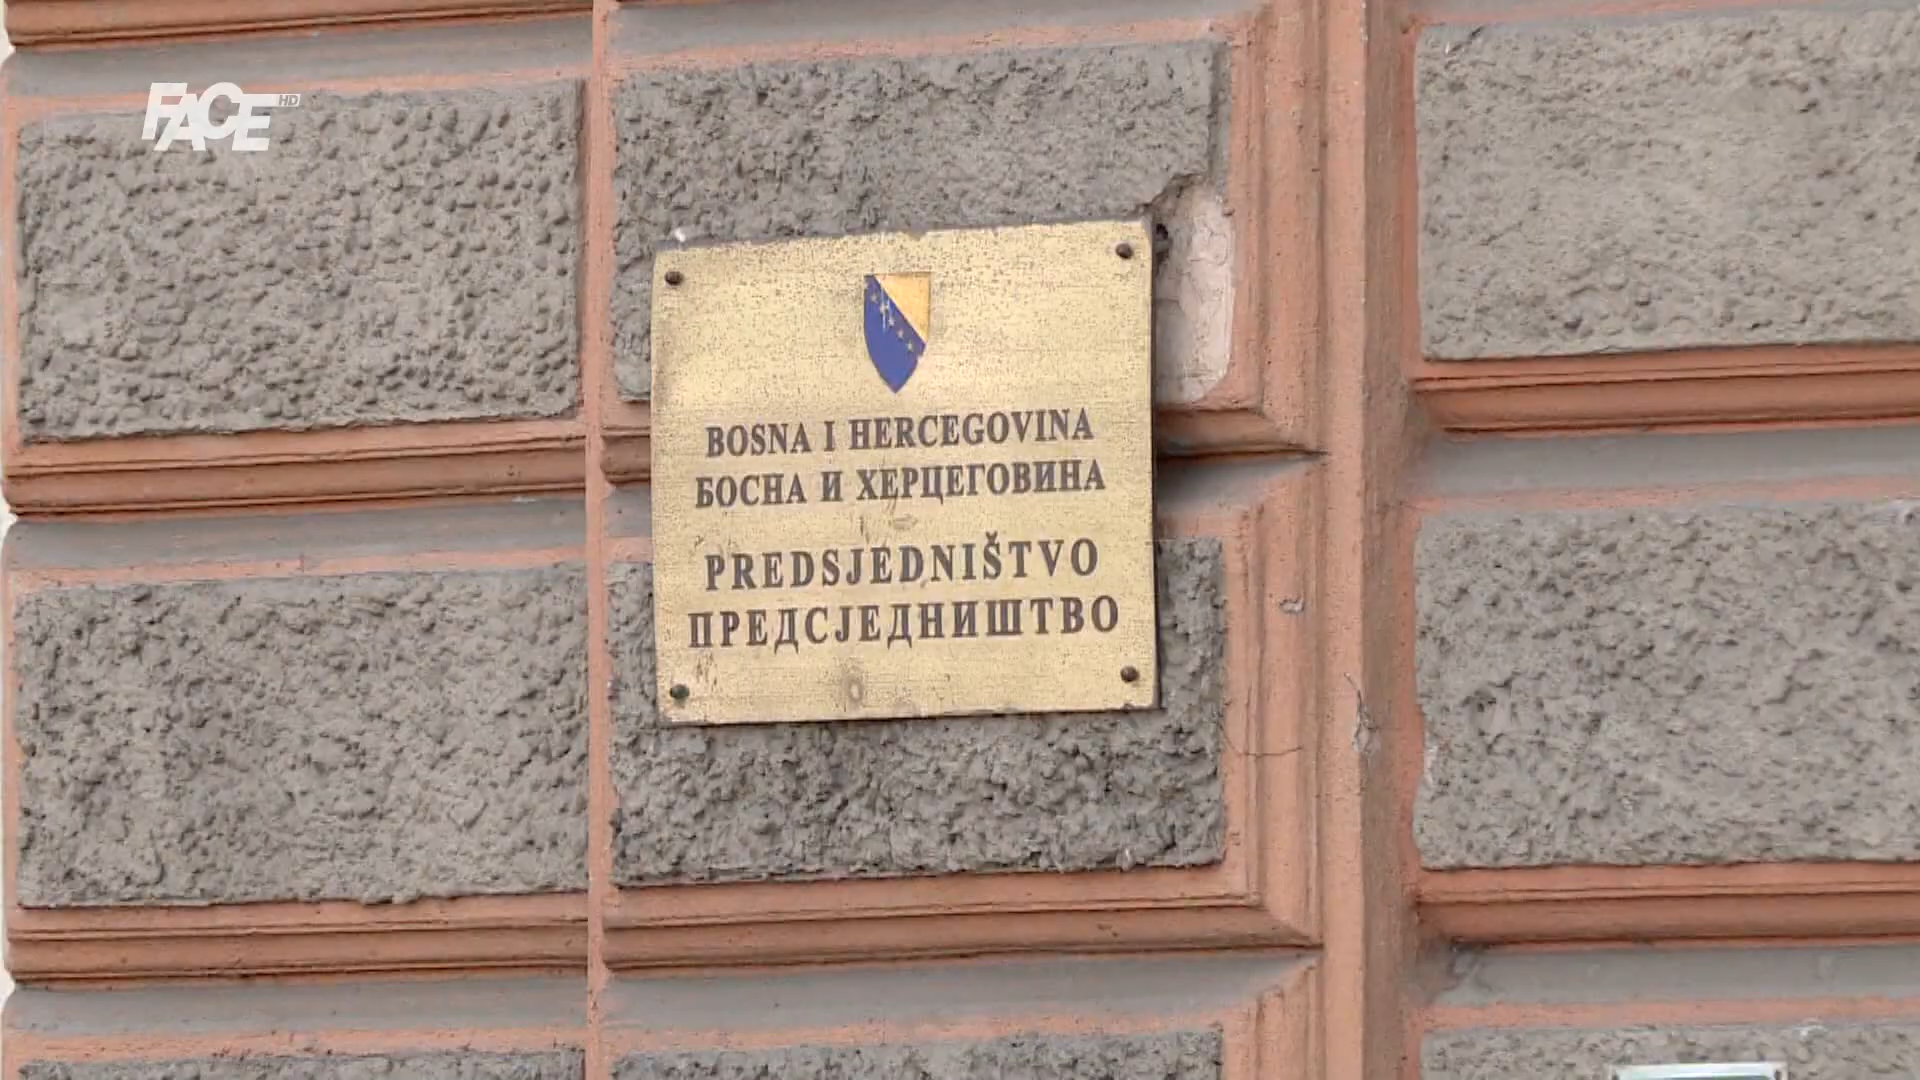 FACE HD
BOSNA I HERCEGOVINA
БОСНА И ХЕРЦЕГОВИНА
PREDSJEDNIŠTVO
ПРЕДСЈЕДНИШТВО